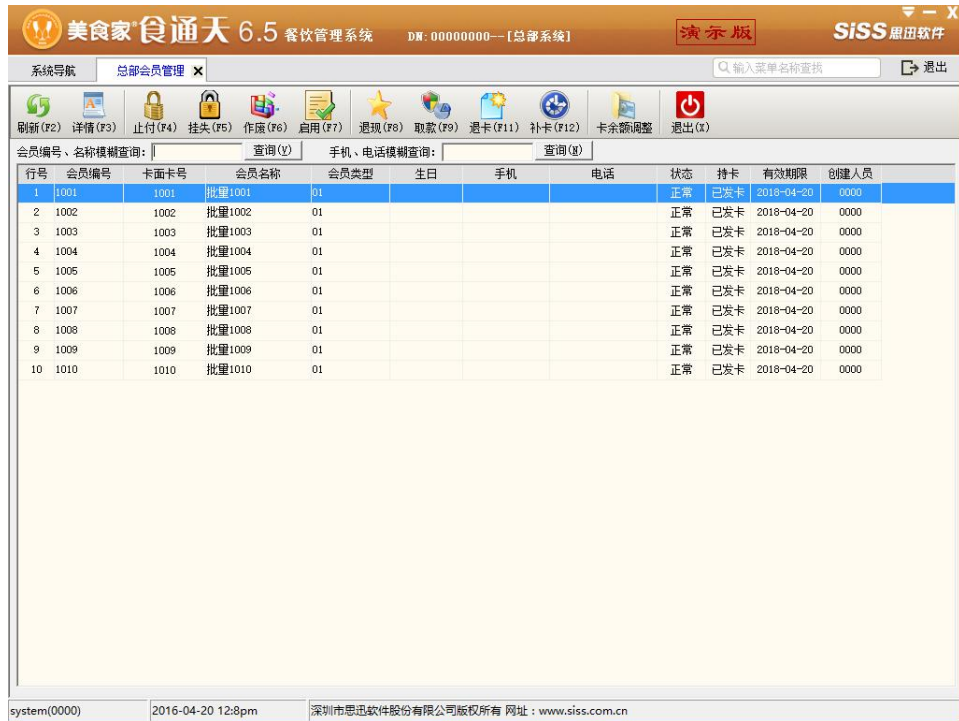 美食家 食通天 6.5 餐饮管理系统 DN:00000000--[总部系统] 演示版 SiSS 思迅软件
系统导航 总部会员管理 X 输入菜单名称查找 退出
刷新(F2) 详情(F3) 止付(F4) 挂失(F5) 作废(F6) 启用(F7) 退现(F8) 取款(F9) 退卡(F11) 补卡(F12) 卡余额调整 退出(X)
会员编号、名称模糊查询: 查询(Y) 手机、电话模糊查询: 查询(N)
行号 会员编号 卡面卡号 会员名称 会员类型 生日 手机 电话 状态 持卡 有效期限 创建人员
1 1001 1001 批量1001 01 正常 已发卡 2018-04-20 0000
2 1002 1002 批量1002 01 正常 已发卡 2018-04-20 0000
3 1003 1003 批量1003 01 正常 已发卡 2018-04-20 0000
4 1004 1004 批量1004 01 正常 已发卡 2018-04-20 0000
5 1005 1005 批量1005 01 正常 已发卡 2018-04-20 0000
6 1006 1006 批量1006 01 正常 已发卡 2018-04-20 0000
7 1007 1007 批量1007 01 正常 已发卡 2018-04-20 0000
8 1008 1008 批量1008 01 正常 已发卡 2018-04-20 0000
9 1009 1009 批量1009 01 正常 已发卡 2018-04-20 0000
10 1010 1010 批量1010 01 正常 已发卡 2018-04-20 0000
system(0000) 2016-04-20 12:8pm 深圳市思迅软件股份有限公司版权所有 网址：www.siss.com.cn